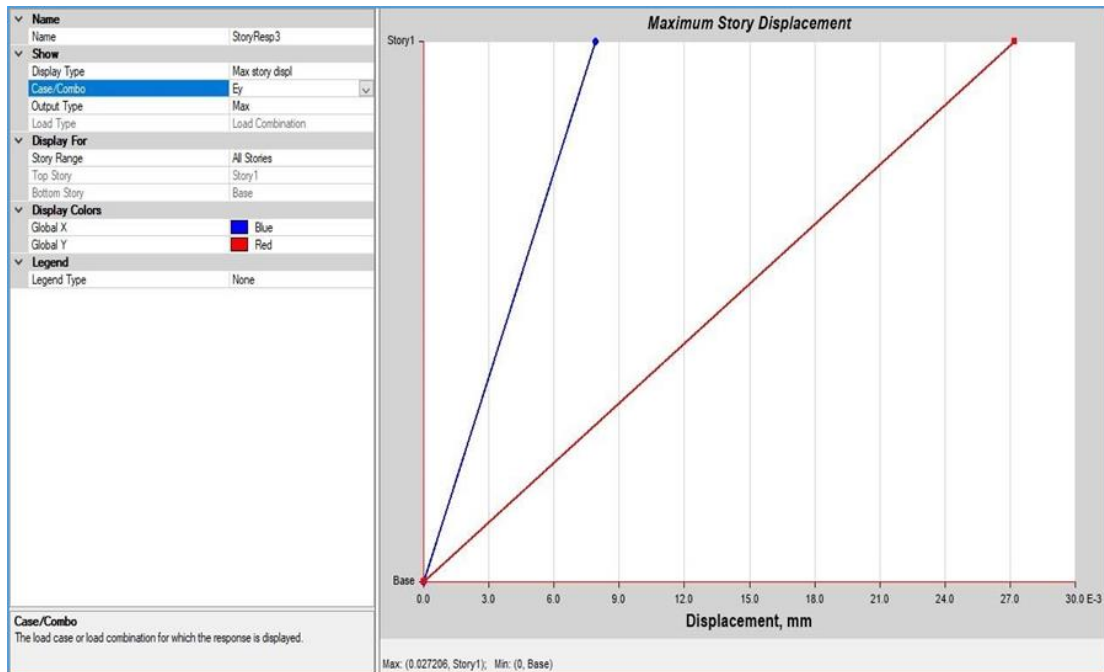 Name
Name StoryResp3
Show
Display Type Max story displ
Case/Combo Ey
Output Type Max
Load Type Load Combination
Display For
Story Range All Stories
Top Story Story1
Bottom Story Base
Display Colors
Global X Blue
Global Y Red
Legend
Legend Type None
Case/Combo
The load case or load combination for which the response is displayed.
Maximum Story Displacement
Story1
Base
0.0 3.0 6.0 9.0 12.0 15.0 18.0 21.0 24.0 27.0 30.0 E-3
Displacement, mm
Max: (0.027206, Story1); Min: (0, Base)